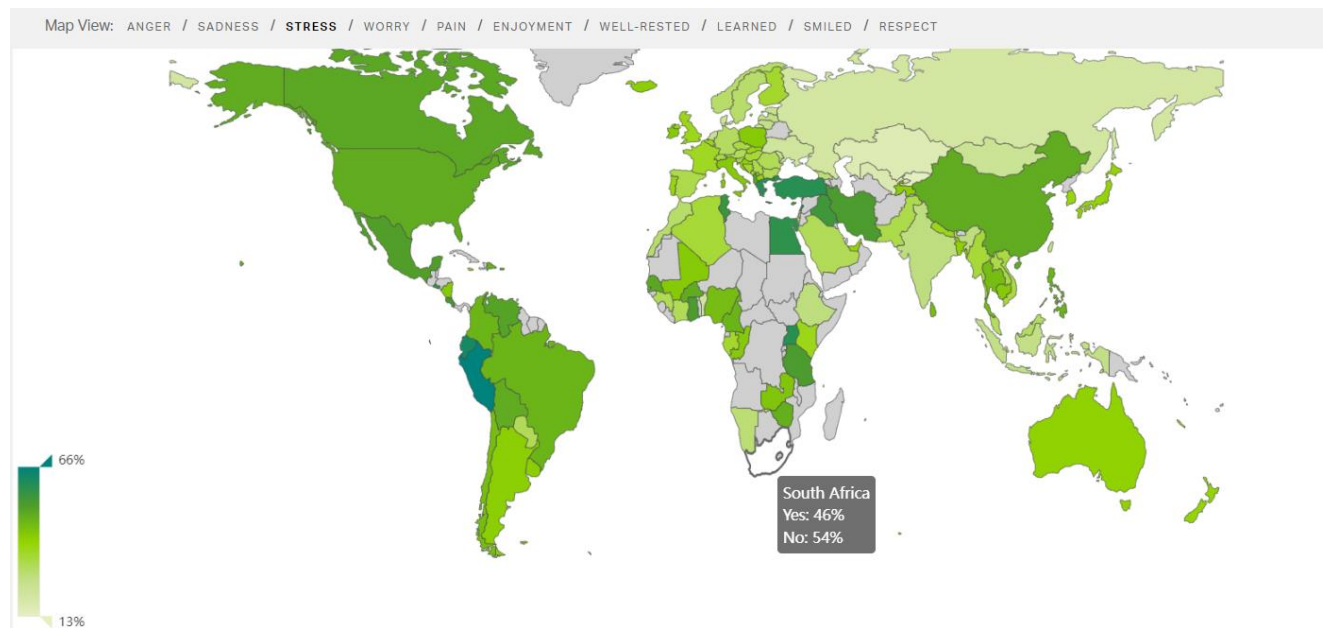 Map View: ANGER / SADNESS / STRESS / WORRY / PAIN / ENJOYMENT / WELL-RESTED / LEARNED / SMILED / RESPECT
66%
South Africa
Yes: 46%
No: 54%
13%